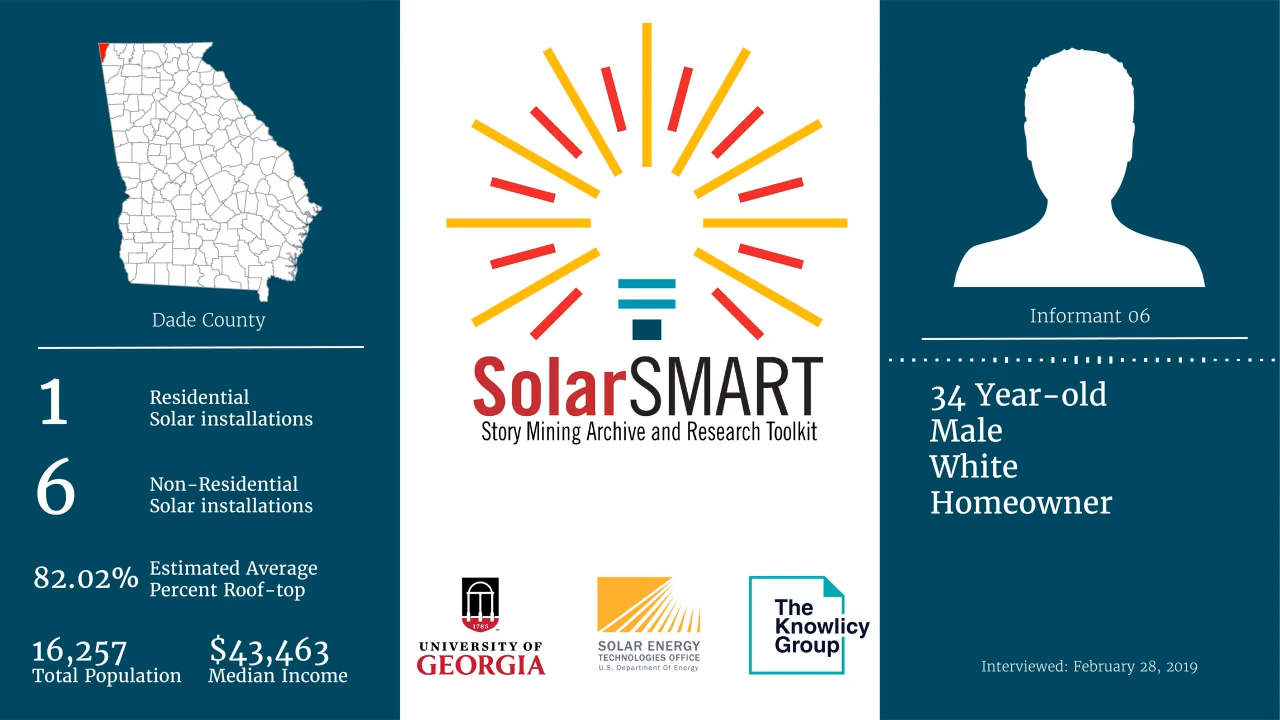 Dade County
1
Residential
Solar installations
6
Non-Residential
Solar installations
82.02%
Estimated Average
Percent Roof-top
16,257
Total Population
$43,463
Median Income
SolarSMART
Story Mining Archive and Research Toolkit
1785
UNIVERSITY OF
GEORGIA
SOLAR ENERGY
TECHNOLOGIES OFFICE
U.S. Department Of Energy
The
Knowlicy
Group
Informant 06
34 Year-old
Male
White
Homeowner
Interviewed: February 28, 2019